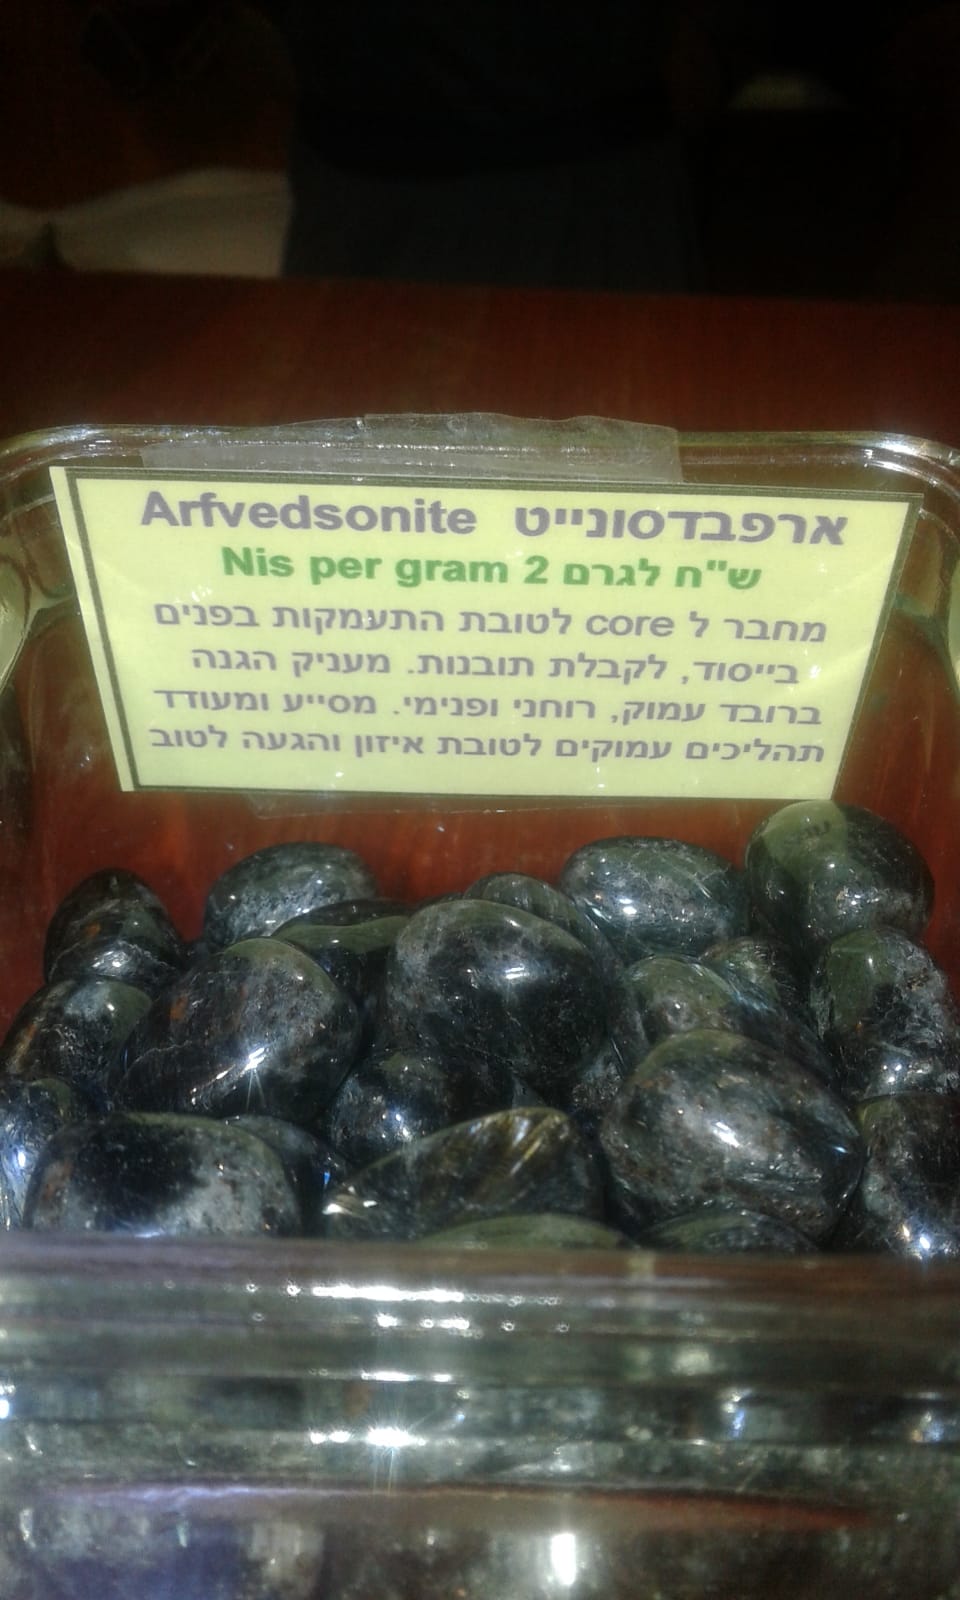 ארפבדסונייט Arfvedsonite
ש"ח לגרם 2 Nis per gram
מחבר ל core לטובת התעמקות בפנים
בייסוד, לקבלת תובנות. מעניק הגנה
ברובד עמוק, רוחני ופנימי. מסייע ומעודד
תהליכים עמוקים לטובת איזון והגעה לטוב